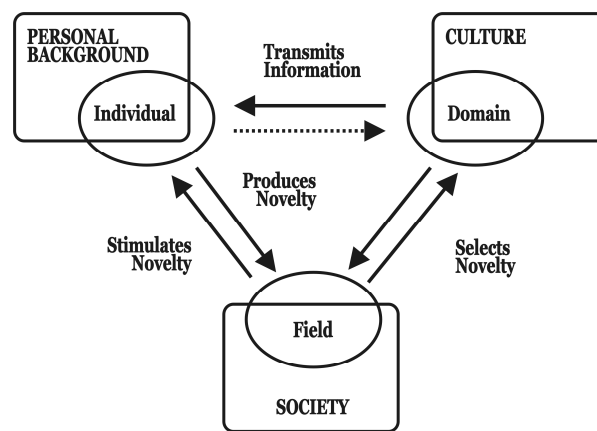 PERSONAL
BACKGROUND
Individual
Transmits
Information
CULTURE
Domain
Produces
Novelty
Stimulates
Novelty
Selects
Novelty
Field
SOCIETY